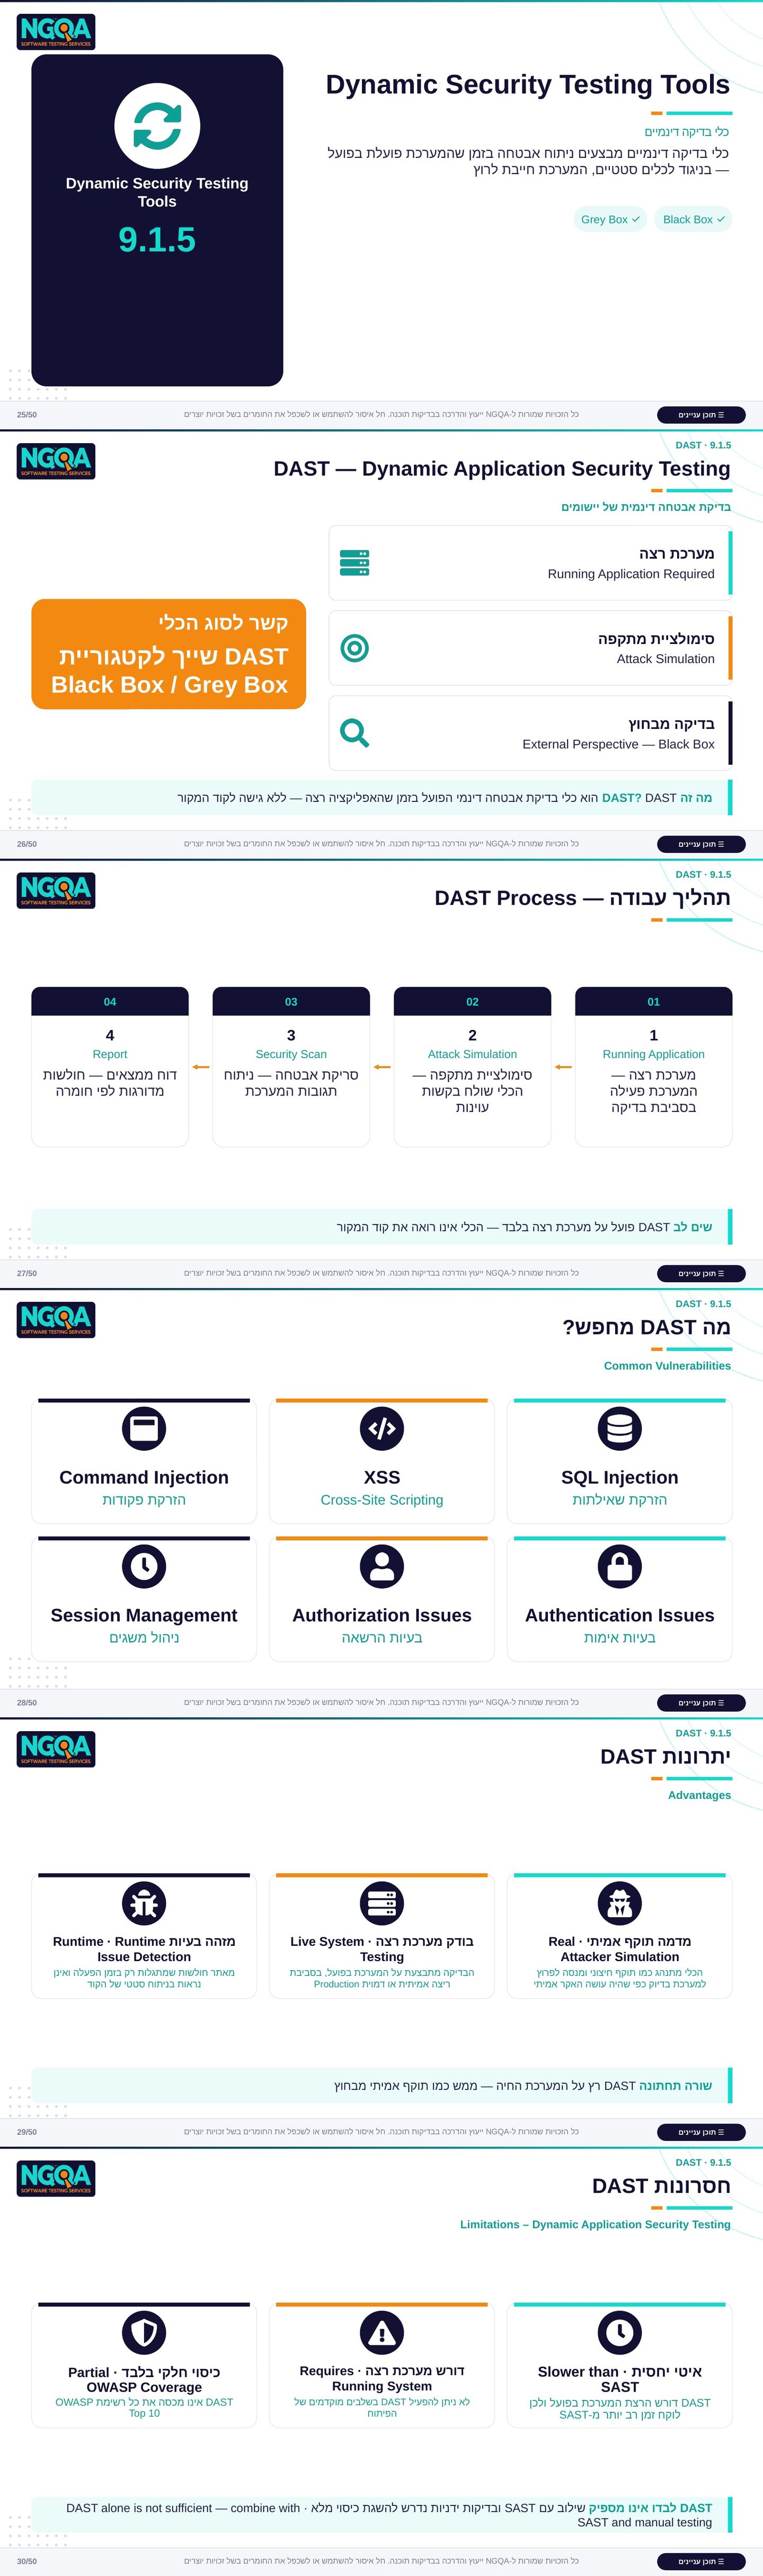 NGQA
SOFTWARE TESTING SERVICES
Dynamic Security Testing Tools
כלי בדיקה דינמיים
כלי בדיקה דינמיים מבצעים ניתוח אבטחה בזמן שהמערכת פועלת בפועל
— בניגוד לכלים סטטיים, המערכת חייבת לרוץ
Black Box ✓
Grey Box ✓
Dynamic Security Testing
Tools
9.1.5
☰ תוכן עניינים
כל הזכויות שמורות ל-NGQA ייעוץ והדרכה בבדיקות תוכנה. חל איסור להשתמש או לשכפל את החומרים בשל זכויות יוצרים
25/50
NGQA
SOFTWARE TESTING SERVICES
DAST · 9.1.5
DAST — Dynamic Application Security Testing
בדיקת אבטחה דינמית של יישומים
מערכת רצה
Running Application Required
סימולציית מתקפה
Attack Simulation
בדיקה מבחוץ
External Perspective — Black Box
קשר לסוג הכלי
DAST שייך לקטגוריית
Black Box / Grey Box
מה זה DAST? DAST הוא כלי בדיקת אבטחה דינמי הפועל בזמן שהאפליקציה רצה — ללא גישה לקוד המקור
☰ תוכן עניינים
כל הזכויות שמורות ל-NGQA ייעוץ והדרכה בבדיקות תוכנה. חל איסור להשתמש או לשכפל את החומרים בשל זכויות יוצרים
26/50
NGQA
SOFTWARE TESTING SERVICES
DAST · 9.1.5
תהליך עבודה — DAST Process
01
1
Running Application
מערכת רצה —
המערכת פעילה
בסביבת בדיקה
02
2
Attack Simulation
סימולציית מתקפה —
הכלי שולח בקשות
עוינות
03
3
Security Scan
סריקת אבטחה — ניתוח
תגובות המערכת
04
4
Report
דוח ממצאים — חולשות
מדורגות לפי חומרה
שים לב DAST פועל על מערכת רצה בלבד — הכלי אינו רואה את קוד המקור
☰ תוכן עניינים
כל הזכויות שמורות ל-NGQA ייעוץ והדרכה בבדיקות תוכנה. חל איסור להשתמש או לשכפל את החומרים בשל זכויות יוצרים
27/50
NGQA
SOFTWARE TESTING SERVICES
DAST · 9.1.5
מה DAST מחפש?
Common Vulnerabilities
SQL Injection
הזרקת שאילתות
XSS
Cross-Site Scripting
Command Injection
הזרקת פקודות
Authentication Issues
בעיות אימות
Authorization Issues
בעיות הרשאה
Session Management
ניהול משגים
☰ תוכן עניינים
כל הזכויות שמורות ל-NGQA ייעוץ והדרכה בבדיקות תוכנה. חל איסור להשתמש או לשכפל את החומרים בשל זכויות יוצרים
28/50
NGQA
SOFTWARE TESTING SERVICES
DAST · 9.1.5
יתרונות DAST
Advantages
מדמה תוקף אמיתי · Real
Attacker Simulation
הכלי מתנהג כמו תוקף חיצוני ומנסה לפרוץ
למערכת בדיוק כפי שהיה עושה האקר אמיתי
בודק מערכת רצה · Live System
Testing
הבדיקה מתבצעת על המערכת בפועל, בסביבת
ריצה אמיתית או דמוית Production
מזהה בעיות Runtime · Runtime
Issue Detection
מאתר חולשות שמתגלות רק בזמן הפעלה ואינן
נראות בניתוח סטטי של הקוד
שורה תחתונה DAST רץ על המערכת החיה — ממש כמו תוקף אמיתי מבחוץ
☰ תוכן עניינים
כל הזכויות שמורות ל-NGQA ייעוץ והדרכה בבדיקות תוכנה. חל איסור להשתמש או לשכפל את החומרים בשל זכויות יוצרים
29/50
NGQA
SOFTWARE TESTING SERVICES
DAST · 9.1.5
חסרונות DAST
Limitations – Dynamic Application Security Testing
איטי יחסית · Slower than
SAST
DAST דורש הרצת המערכת בפועל ולכן
לוקח זמן רב יותר מ-SAST
דורש מערכת רצה · Requires
Running System
לא ניתן להפעיל DAST בשלבים מוקדמים של
הפיתוח
כיסוי חלקי בלבד · Partial
OWASP Coverage
DAST אינו מכסה את כל רשימת OWASP
Top 10
DAST לבדו אינו מספיק שילוב עם SAST ובדיקות ידניות נדרש להשגת כיסוי מלא · DAST alone is not sufficient — combine with
SAST and manual testing
☰ תוכן עניינים
כל הזכויות שמורות ל-NGQA ייעוץ והדרכה בבדיקות תוכנה. חל איסור להשתמש או לשכפל את החומרים בשל זכויות יוצרים
30/50